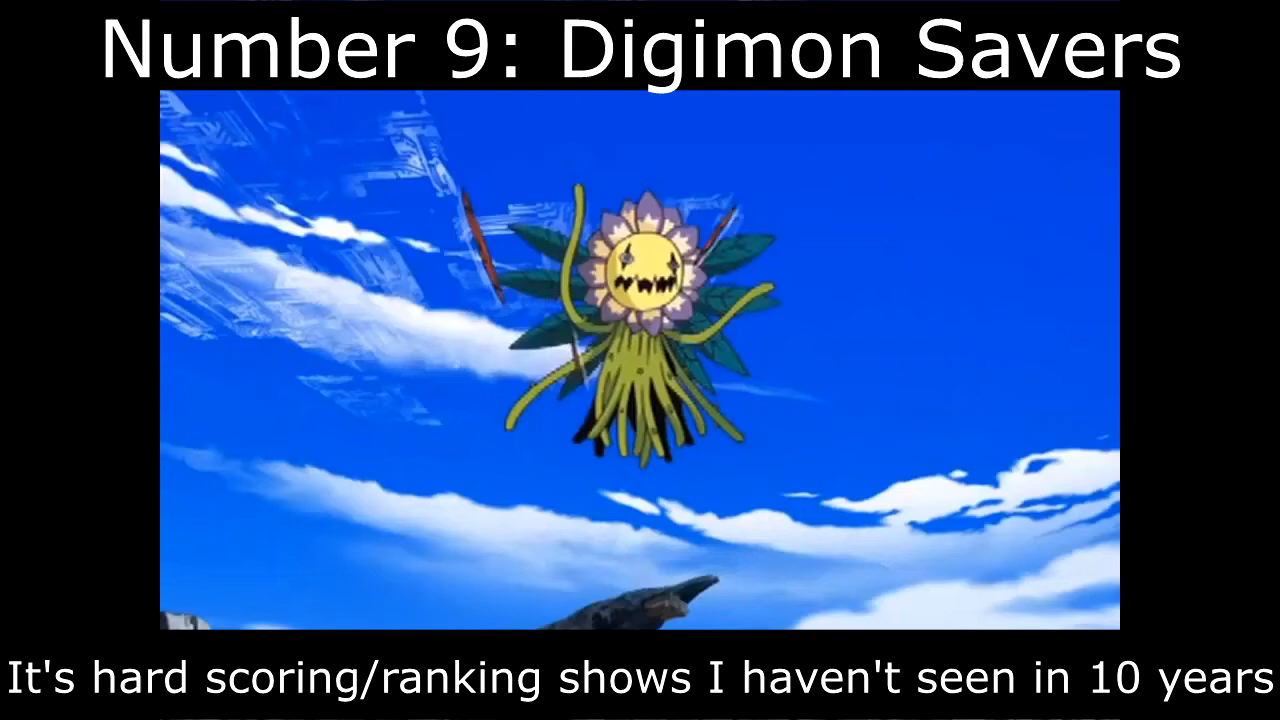 Number 9: Digimon Savers
It's hard scoring/ranking shows I haven't seen in 10 years